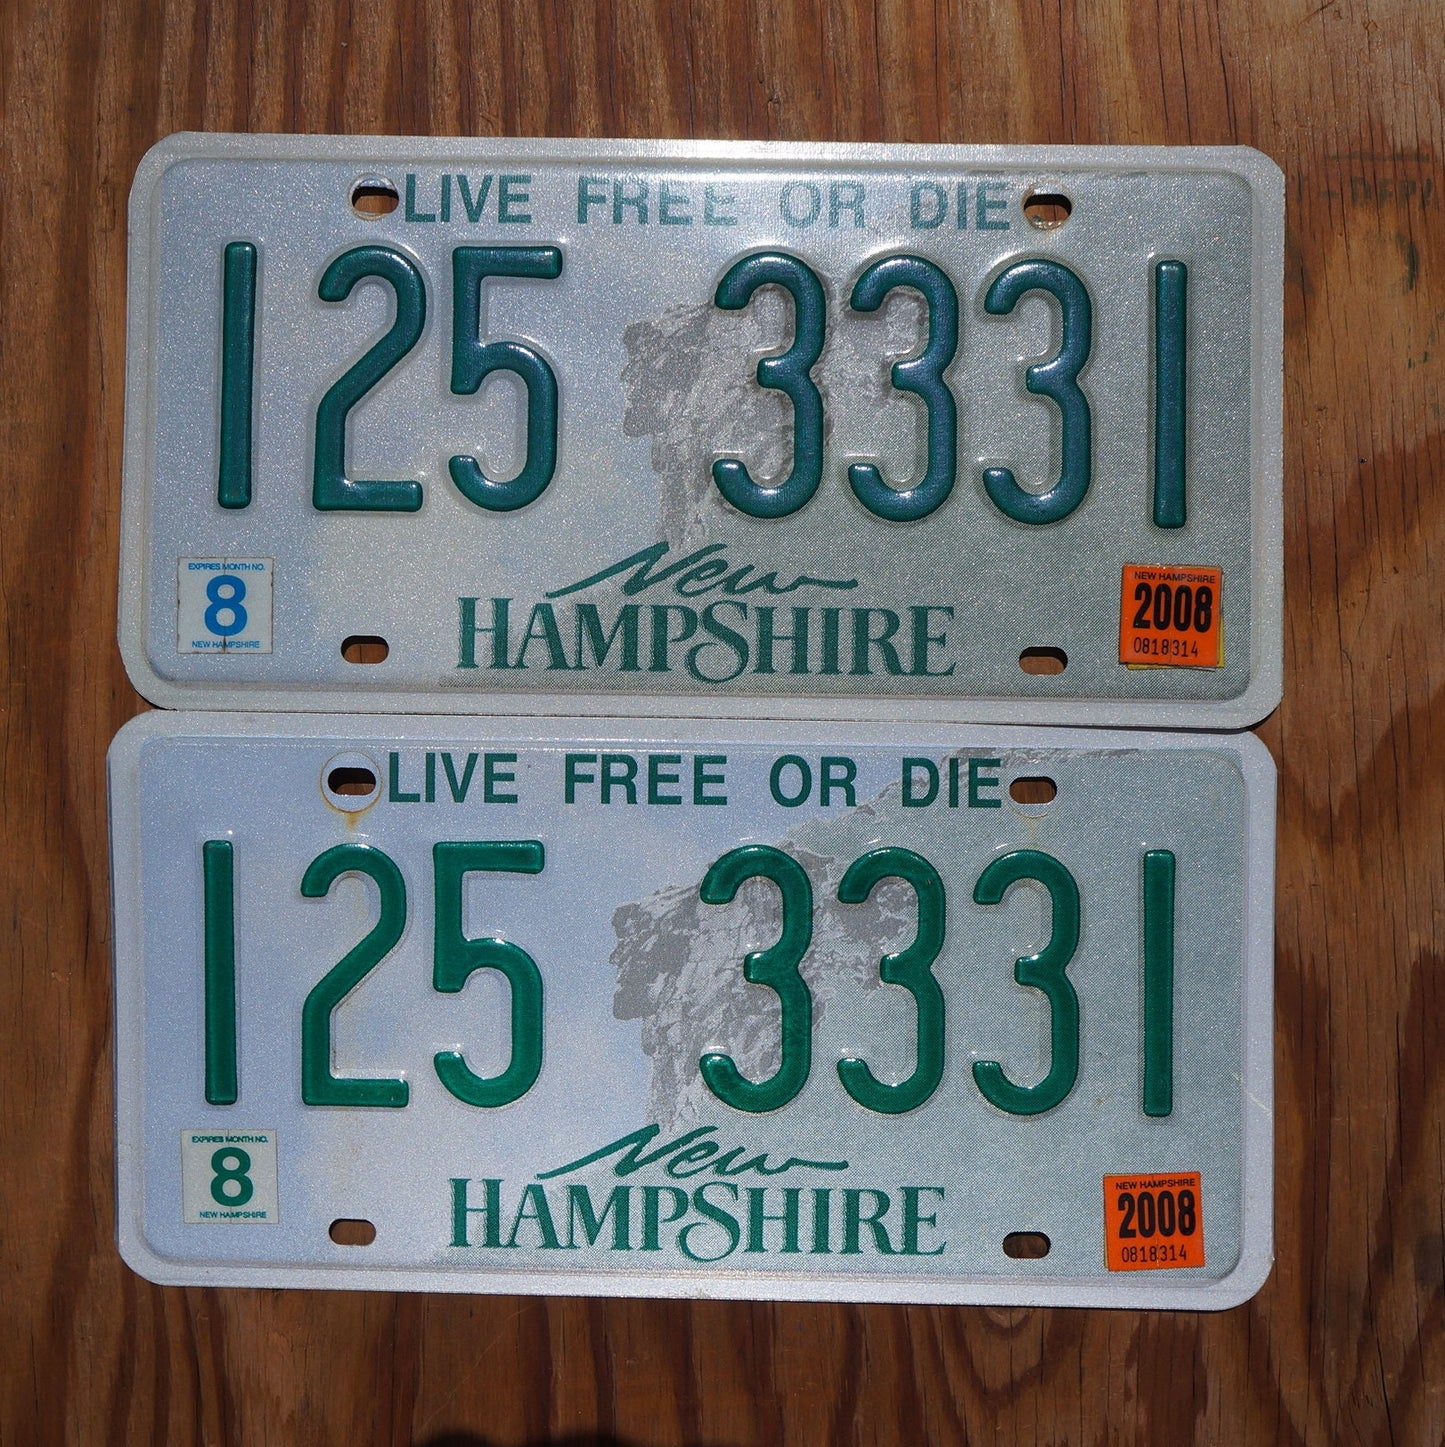 LIVE FREE OR DIE
125 3331
EXPIRES MONTH NO.
8
NEW HAMPSHIRE
New
HAMPSHIRE
NEW HAMPSHIRE
2008
0818314
LIVE FREE OR DIE
125 3331
EXPIRES MONTH NO.
8
NEW HAMPSHIRE
New
HAMPSHIRE
NEW HAMPSHIRE
2008
0818314